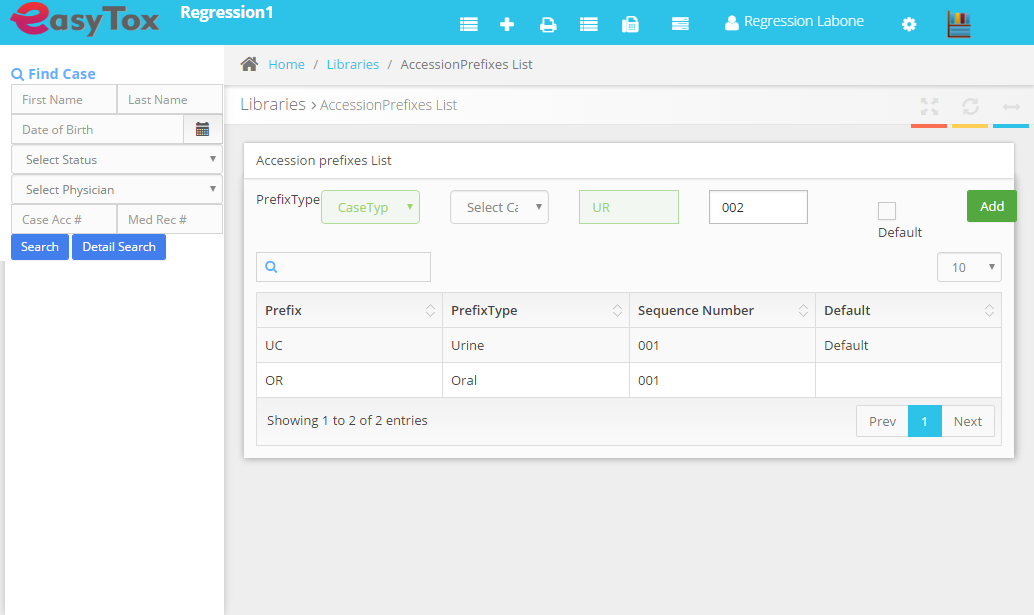 easyTox
Regression1
Regression Labone
Find Case
First Name
Last Name
Date of Birth
Select Status
Select Physician
Case Acc #
Med Rec #
Search
Detail Search
Home / Libraries / AccessionPrefixes List
Libraries › AccessionPrefixes List
Accession prefixes List
PrefixType
CaseTyp
Select Ca
UR
002
Default
Add
10
Prefix PrefixType Sequence Number Default
UC Urine 001 Default
OR Oral 001
Showing 1 to 2 of 2 entries
Prev 1 Next